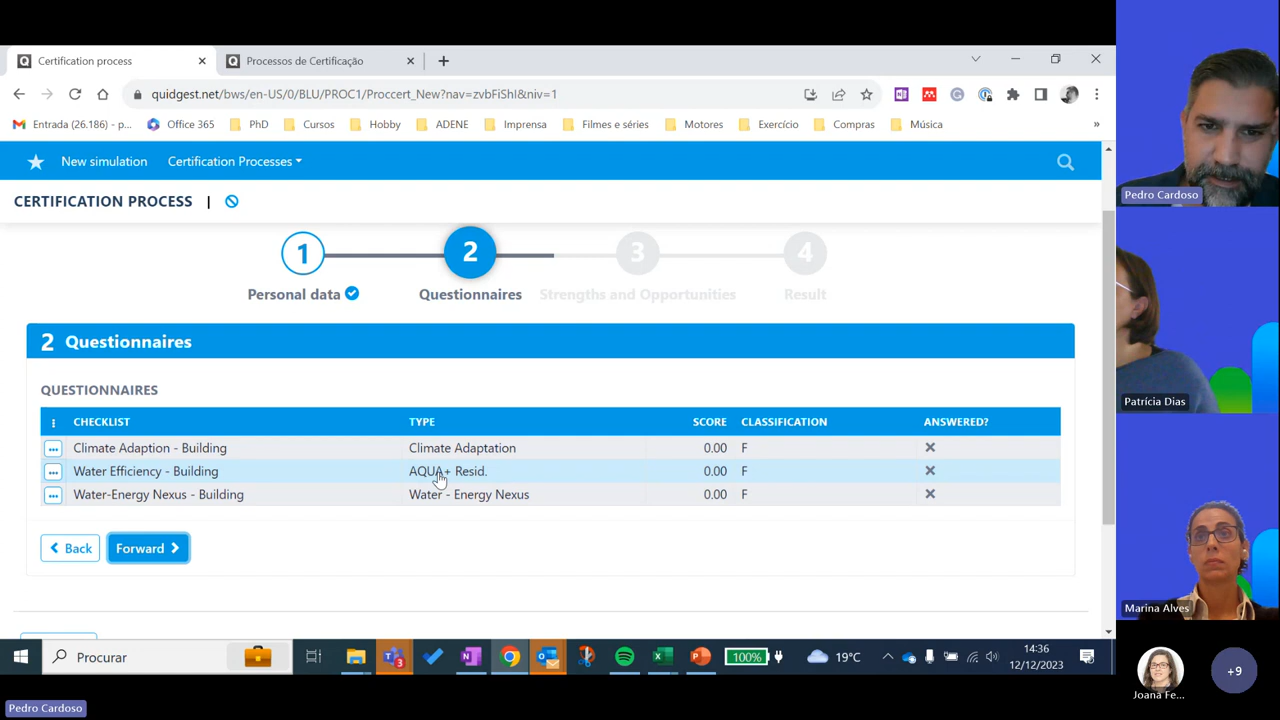 Certification process
Processos de Certificação
quidgest.net/bws/en-US/0/BLU/PROC1/Proccert_New?nav=zvbFiShI&niv=1
Entrada (26.186) - p...
Office 365
PhD
Cursos
Hobby
ADENE
Imprensa
Filmes e séries
Motores
Exercício
Compras
Música
»
New simulation
Certification Processes
CERTIFICATION PROCESS |
1
2
3
4
Personal data
Questionnaires
Strengths and Opportunities
Result
2 Questionnaires
QUESTIONNAIRES
CHECKLIST TYPE SCORE CLASSIFICATION ANSWERED?
Climate Adaption - Building Climate Adaptation 0.00 F
Water Efficiency - Building AQUA+ Resid. 0.00 F
Water-Energy Nexus - Building Water - Energy Nexus 0.00 F
Back
Forward
Procurar
3
100%
19°C
14:36
12/12/2023
Pedro Cardoso
Patrícia Dias
Marina Alves
Joana Fe...
+9
Pedro Cardoso